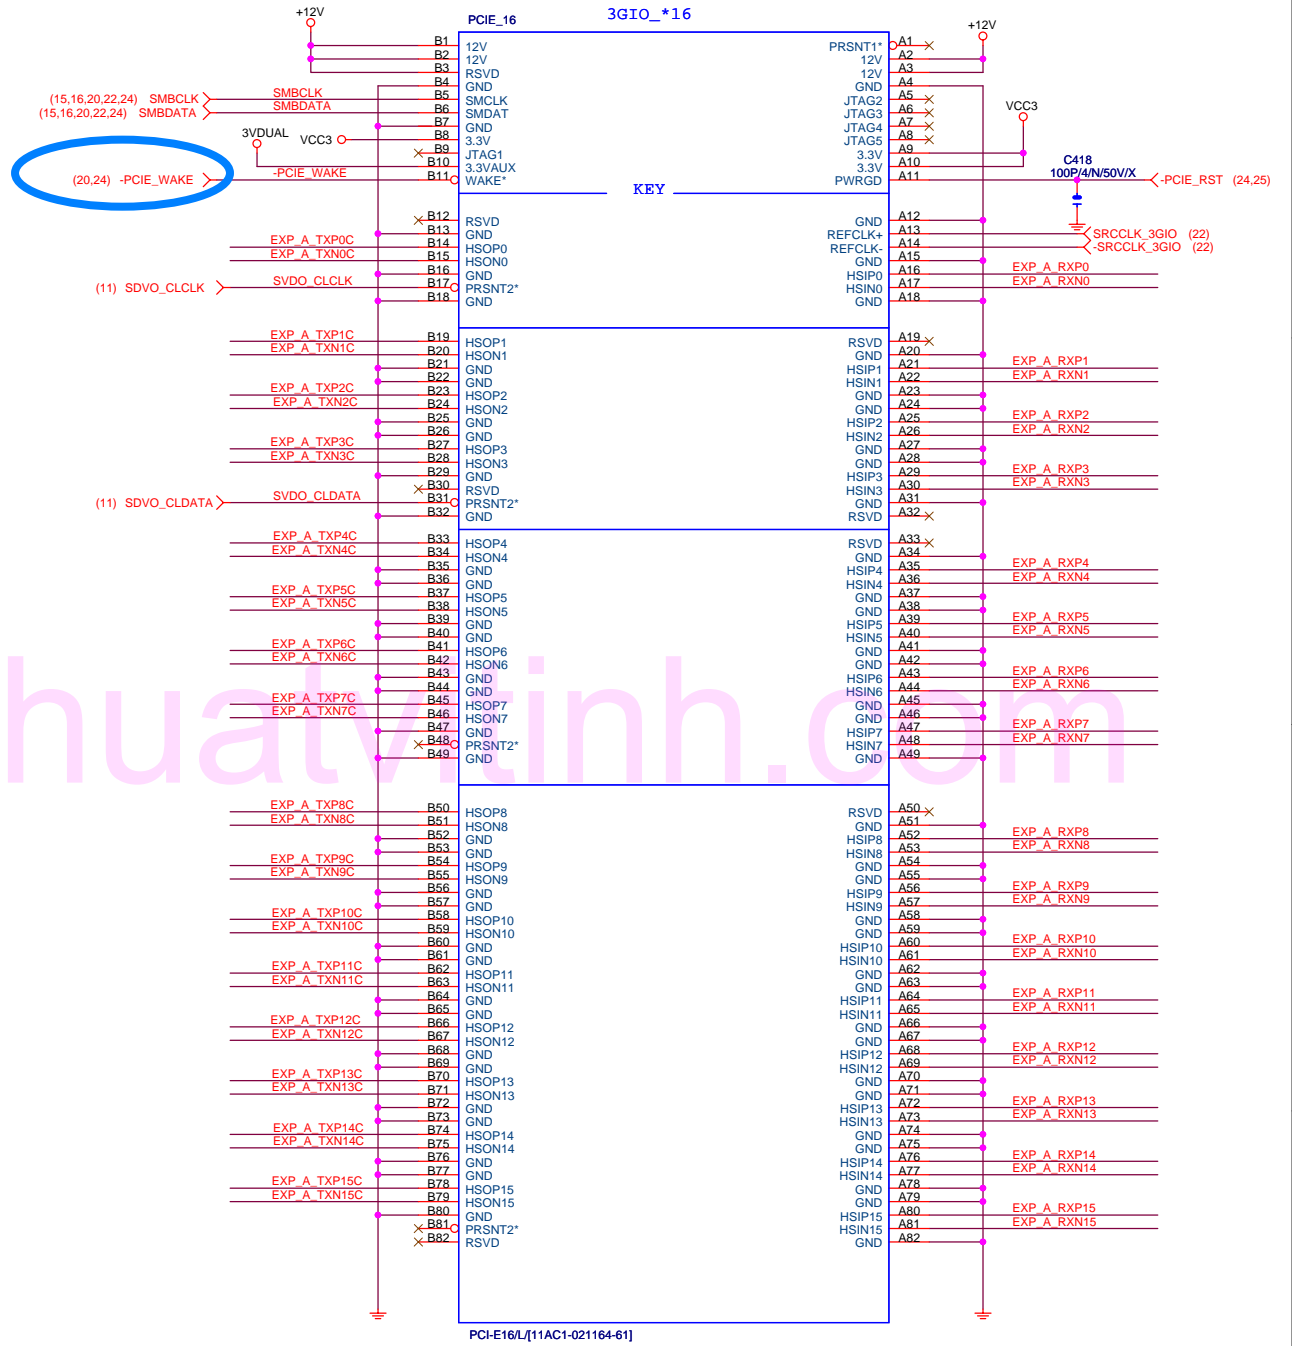 3GIO_*16
PCIE_16
+12V
+12V
B1 12V PRSNT1* A1
B2 12V 12V A2
B3 RSVD 12V A3
B4 GND GND A4
(15,16,20,22,24) SMBCLK SMBCLK B5 SMCLK JTAG2 A5
(15,16,20,22,24) SMBDATA SMBDATA B6 SMDAT JTAG3 A6
B7 GND JTAG4 A7
3VDUAL VCC3 B8 3.3V JTAG5 A8 VCC3
B9 JTAG1 3.3V A9
B10 3.3VAUX 3.3V A10
(20,24) -PCIE_WAKE -PCIE_WAKE B11 WAKE* PWRGD A11 -PCIE_RST (24,25)
C418
100P/4/N/50V/X
KEY
B12 RSVD GND A12
B13 GND REFCLK+ A13 SRCCLK_3GIO (22)
EXP_A_TXP0C B14 HSOP0 REFCLK- A14 -SRCCLK_3GIO (22)
EXP_A_TXN0C B15 HSON0 GND A15
B16 GND HSIP0 A16 EXP_A_RXP0
(11) SDVO_CLCLK SVDO_CLCLK B17 PRSNT2* HSIN0 A17 EXP_A_RXN0
B18 GND GND A18
EXP_A_TXP1C B19 HSOP1 RSVD A19
EXP_A_TXN1C B20 HSON1 GND A20
B21 GND HSIP1 A21 EXP_A_RXP1
B22 GND HSIN1 A22 EXP_A_RXN1
EXP_A_TXP2C B23 HSOP2 GND A23
EXP_A_TXN2C B24 HSON2 GND A24
B25 GND HSIP2 A25 EXP_A_RXP2
B26 GND HSIN2 A26 EXP_A_RXN2
EXP_A_TXP3C B27 HSOP3 GND A27
EXP_A_TXN3C B28 HSON3 GND A28
B29 GND HSIP3 A29 EXP_A_RXP3
B30 RSVD HSIN3 A30 EXP_A_RXN3
(11) SDVO_CLDATA SVDO_CLDATA B31 PRSNT2* GND A31
B32 GND RSVD A32
EXP_A_TXP4C B33 HSOP4 RSVD A33
EXP_A_TXN4C B34 HSON4 GND A34
B35 GND HSIP4 A35 EXP_A_RXP4
B36 GND HSIN4 A36 EXP_A_RXN4
EXP_A_TXP5C B37 HSOP5 GND A37
EXP_A_TXN5C B38 HSON5 GND A38
B39 GND HSIP5 A39 EXP_A_RXP5
B40 GND HSIN5 A40 EXP_A_RXN5
EXP_A_TXP6C B41 HSOP6 GND A41
EXP_A_TXN6C B42 HSON6 GND A42
B43 GND HSIP6 A43 EXP_A_RXP6
B44 GND HSIN6 A44 EXP_A_RXN6
EXP_A_TXP7C B45 HSOP7 GND A45
EXP_A_TXN7C B46 HSON7 GND A46
B47 GND HSIP7 A47 EXP_A_RXP7
B48 PRSNT2* HSIN7 A48 EXP_A_RXN7
B49 GND GND A49
huatvitinh.com
EXP_A_TXP8C B50 HSOP8 RSVD A50
EXP_A_TXN8C B51 HSON8 GND A51
B52 GND HSIP8 A52 EXP_A_RXP8
B53 GND HSIN8 A53 EXP_A_RXN8
EXP_A_TXP9C B54 HSOP9 GND A54
EXP_A_TXN9C B55 HSON9 GND A55
B56 GND HSIP9 A56 EXP_A_RXP9
B57 GND HSIN9 A57 EXP_A_RXN9
EXP_A_TXP10C B58 HSOP10 GND A58
EXP_A_TXN10C B59 HSON10 GND A59
B60 GND HSIP10 A60 EXP_A_RXP10
B61 GND HSIN10 A61 EXP_A_RXN10
EXP_A_TXP11C B62 HSOP11 GND A62
EXP_A_TXN11C B63 HSON11 GND A63
B64 GND HSIP11 A64 EXP_A_RXP11
B65 GND HSIN11 A65 EXP_A_RXN11
EXP_A_TXP12C B66 HSOP12 GND A66
EXP_A_TXN12C B67 HSON12 GND A67
B68 GND HSIP12 A68 EXP_A_RXP12
B69 GND HSIN12 A69 EXP_A_RXN12
EXP_A_TXP13C B70 HSOP13 GND A70
EXP_A_TXN13C B71 HSON13 GND A71
B72 GND HSIP13 A72 EXP_A_RXP13
B73 GND HSIN13 A73 EXP_A_RXN13
EXP_A_TXP14C B74 HSOP14 GND A74
EXP_A_TXN14C B75 HSON14 GND A75
B76 GND HSIP14 A76 EXP_A_RXP14
B77 GND HSIN14 A77 EXP_A_RXN14
EXP_A_TXP15C B78 HSOP15 GND A78
EXP_A_TXN15C B79 HSON15 GND A79
B80 GND HSIP15 A80 EXP_A_RXP15
B81 PRSNT2* HSIN15 A81 EXP_A_RXN15
B82 RSVD GND A82
PCI-E16/L/[11AC1-021164-61]